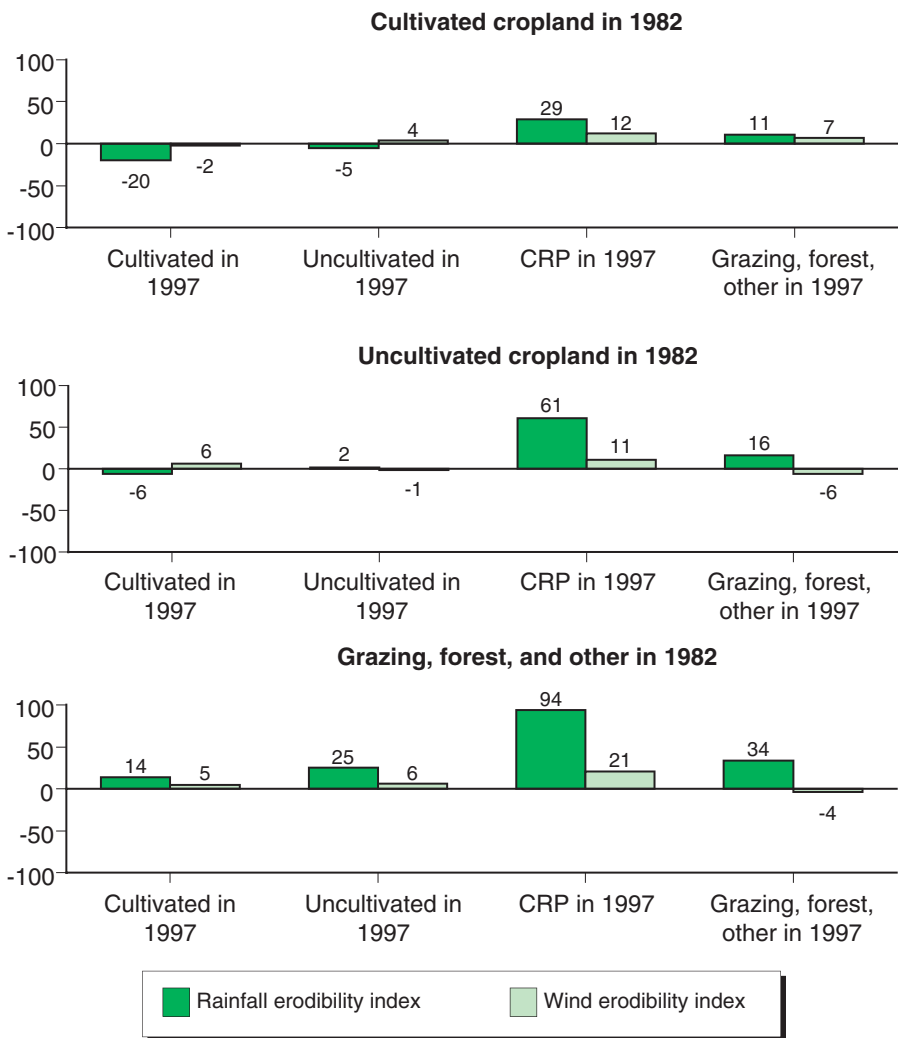 Cultivated cropland in 1982
100
50
0
-50
-100
-20
-2
-5
4
29
12
11
7
Cultivated in
1997
Uncultivated in
1997
CRP in 1997
Grazing, forest,
other in 1997
Uncultivated cropland in 1982
100
50
0
-50
-100
-6
6
2
-1
61
11
16
-6
Cultivated in
1997
Uncultivated in
1997
CRP in 1997
Grazing, forest,
other in 1997
Grazing, forest, and other in 1982
100
50
0
-50
-100
14
5
25
6
94
21
34
-4
Cultivated in
1997
Uncultivated in
1997
CRP in 1997
Grazing, forest,
other in 1997
Rainfall erodibility index
Wind erodibility index